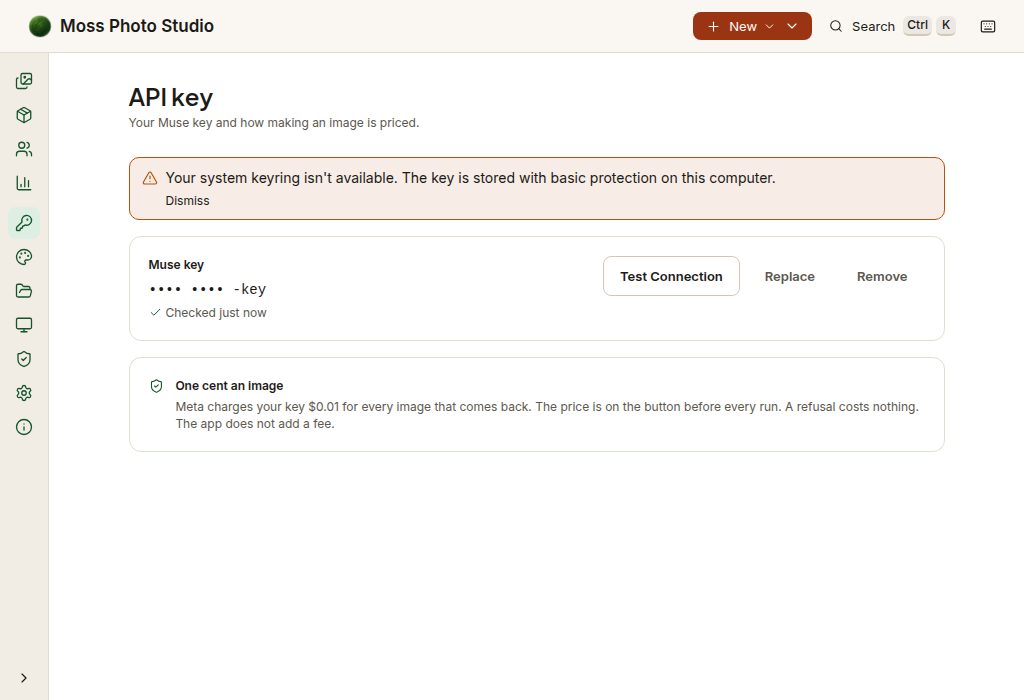 Moss Photo Studio
New
Search Ctrl K
API key
Your Muse key and how making an image is priced.
Your system keyring isn't available. The key is stored with basic protection on this computer.
Dismiss
Muse key
•••• •••• -key
Checked just now
Test Connection
Replace
Remove
One cent an image
Meta charges your key $0.01 for every image that comes back. The price is on the button before every run. A refusal costs nothing.
The app does not add a fee.